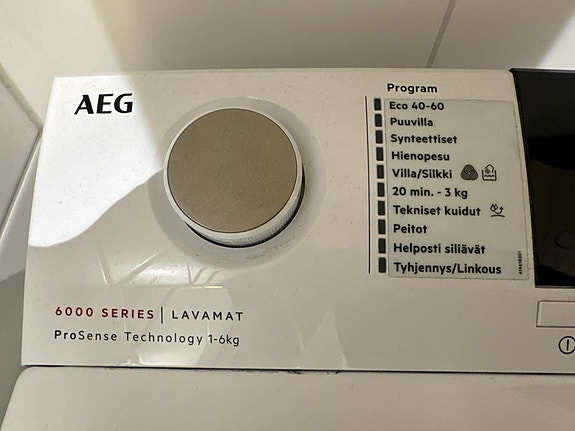 AEG
Program
Eco 40-60
Puuvilla
Synteettiset
Hienopesu
Villa/Silkki
20 min. - 3 kg
Tekniset kuidut
Peitot
Helposti siliävät
Tyhjennys/Linkous
6000 SERIES | LAVAMAT
ProSense Technology 1-6kg